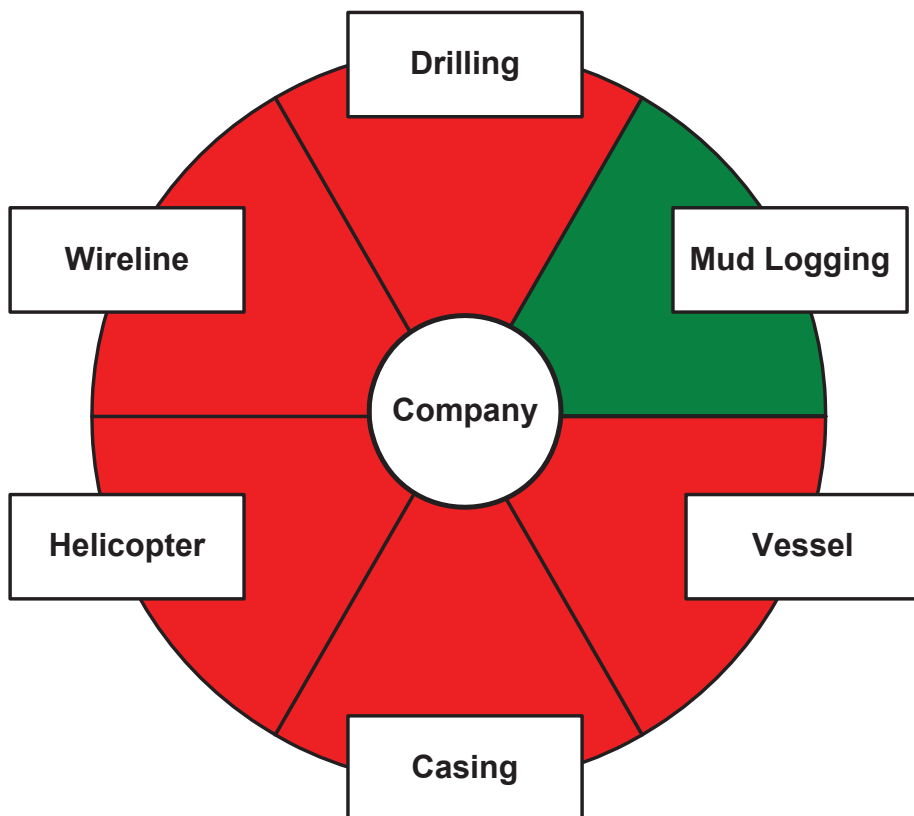 Drilling
Wireline
Mud Logging
Company
Helicopter
Vessel
Casing